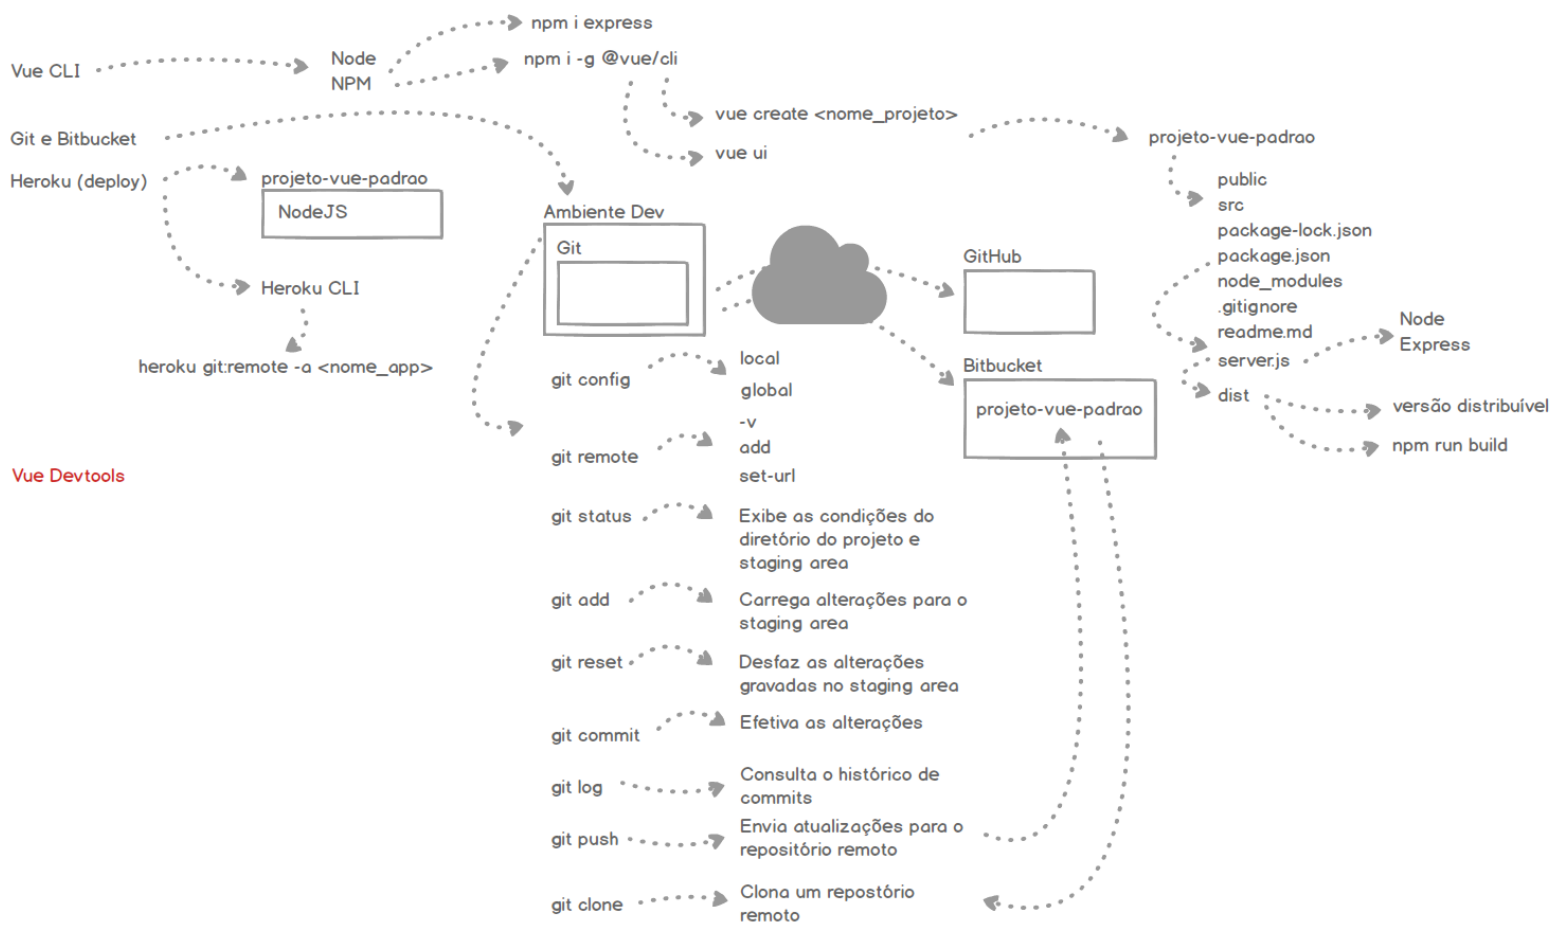 npm i express
Vue CLI
Node
NPM
npm i -g @vue/cli
vue create <nome_projeto>
vue ui
Git e Bitbucket
Heroku (deploy)
projeto-vue-padrao
NodeJS
Heroku CLI
heroku git:remote -a <nome_app>
Vue Devtools
Ambiente Dev
Git
GitHub
Bitbucket
projeto-vue-padrao
projeto-vue-padrao
public
src
package-lock.json
package.json
node_modules
.gitignore
readme.md
server.js
dist
Node
Express
versão distribuível
npm run build
git config
local
global
git remote
-v
add
set-url
git status
Exibe as condições do
diretório do projeto e
staging area
git add
Carrega alterações para o
staging area
git reset
Desfaz as alterações
gravadas no staging area
git commit
Efetiva as alterações
git log
Consulta o histórico de
commits
git push
Envia atualizações para o
repositório remoto
git clone
Clona um repostório
remoto